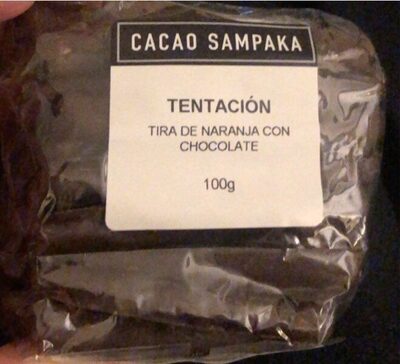 CACAO SAMPAKA
TENTACIÓN
TIRA DE NARANJA CON
CHOCOLATE
100g